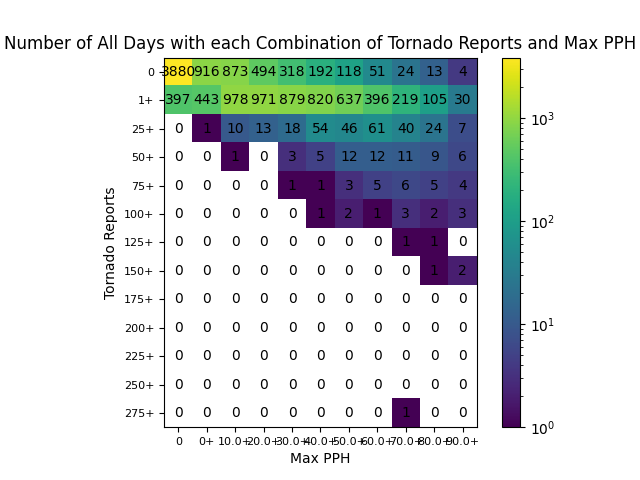 Number of All Days with each Combination of Tornado Reports and Max PPH
0 3880 916 873 494 318 192 118 51 24 13 4
1+ 397 443 978 971 879 820 637 396 219 105 30
25+ 0 1 10 13 18 54 46 61 40 24 7
50+ 0 0 1 0 3 5 12 12 11 9 6
75+ 0 0 0 0 1 1 3 5 6 5 4
100+ 0 0 0 0 0 1 2 1 3 2 3
125+ 0 0 0 0 0 0 0 0 1 1 0
150+ 0 0 0 0 0 0 0 0 0 1 2
175+ 0 0 0 0 0 0 0 0 0 0 0
200+ 0 0 0 0 0 0 0 0 0 0 0
225+ 0 0 0 0 0 0 0 0 0 0 0
250+ 0 0 0 0 0 0 0 0 0 0 0
275+ 0 0 0 0 0 0 0 0 1 0 0
0 0+ 10.0+ 20.0+ 30.0+ 40.0+ 50.0+ 60.0+ 70.0+ 80.0+ 90.0+
Max PPH
Tornado Reports
10³
10²
10¹
10⁰